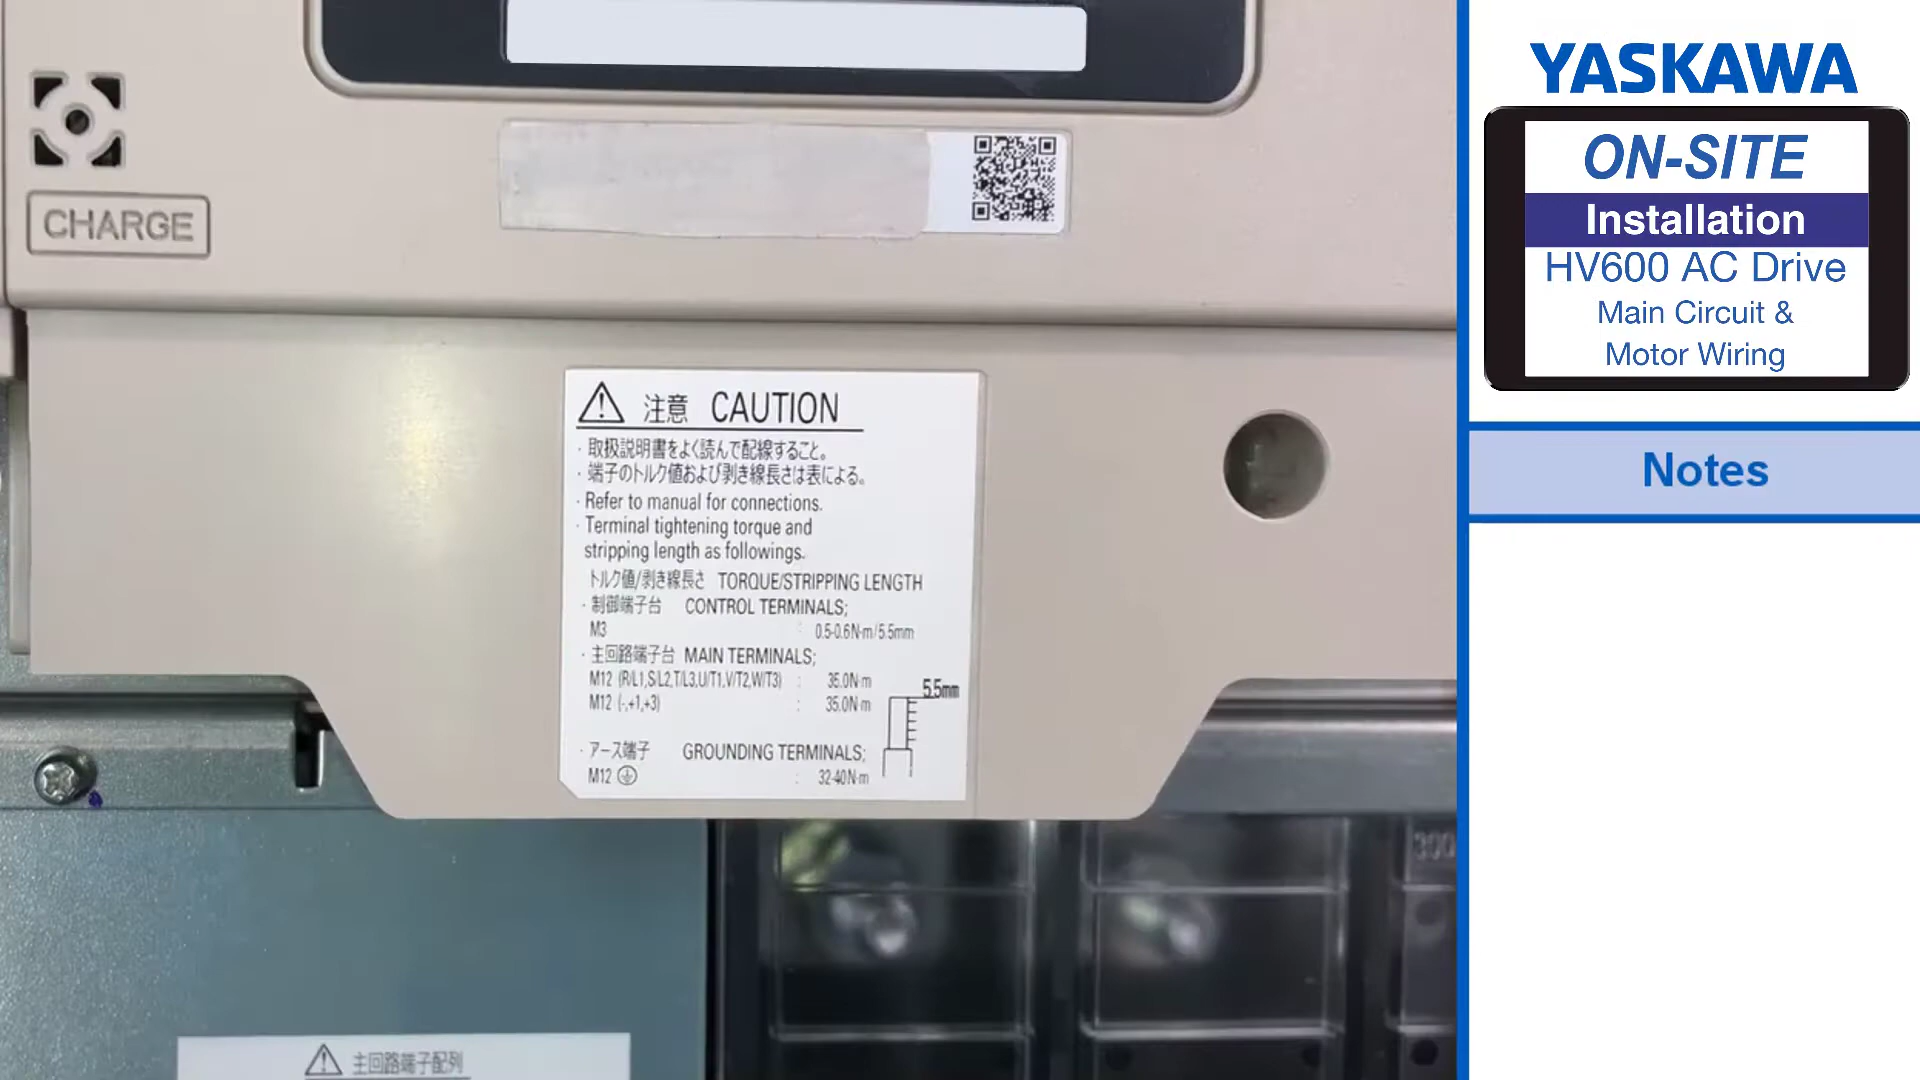 CHARGE
注意 CAUTION
・取扱説明書をよく読んで配線すること。
・端子のトルク値および剥き線長さは表による。
・Refer to manual for connections.
・Terminal tightening torque and
stripping length as followings.
トルク値/剥き線長さ TORQUE/STRIPPING LENGTH
・制御端子台 CONTROL TERMINALS;
M3 : 0.5-0.6N·m/5.5mm
・主回路端子台 MAIN TERMINALS;
M12 (R/L1,S/L2,T/L3,U/T1,V/T2,W/T3) : 35.0N·m
5.5mm
M12 (-,+1,+3) : 35.0N·m
・アース端子 GROUNDING TERMINALS;
M12 : 32-40N·m
主回路端子配列
300
YASKAWA
ON-SITE
Installation
HV600 AC Drive
Main Circuit &
Motor Wiring
Notes